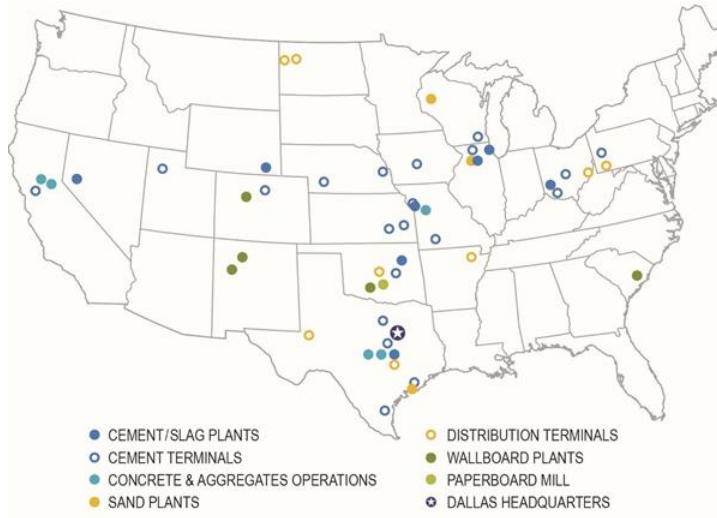 CEMENT/SLAG PLANTS
CEMENT TERMINALS
CONCRETE & AGGREGATES OPERATIONS
SAND PLANTS
DISTRIBUTION TERMINALS
WALLBOARD PLANTS
PAPERBOARD MILL
DALLAS HEADQUARTERS